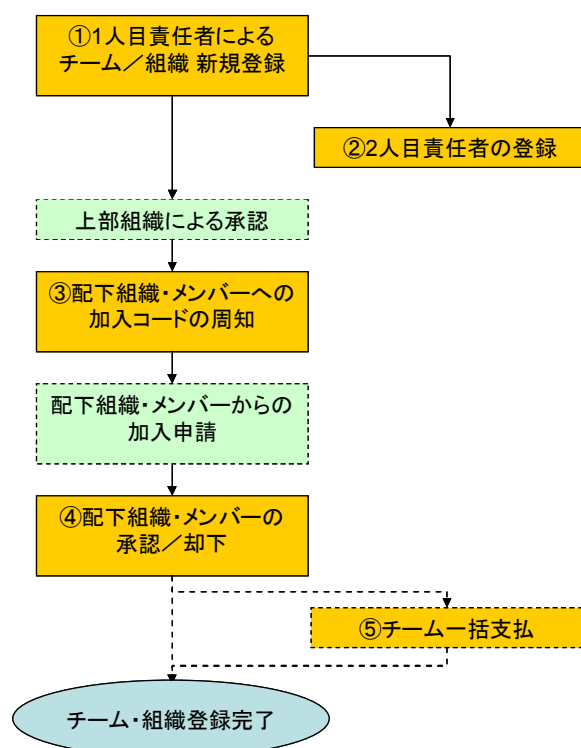 ①1人目責任者による
チーム／組織 新規登録
②2人目責任者の登録
上部組織による承認
③配下組織・メンバーへの
加入コードの周知
配下組織・メンバーからの
加入申請
④配下組織・メンバーの
承認／却下
⑤チーム一括支払
チーム・組織登録完了